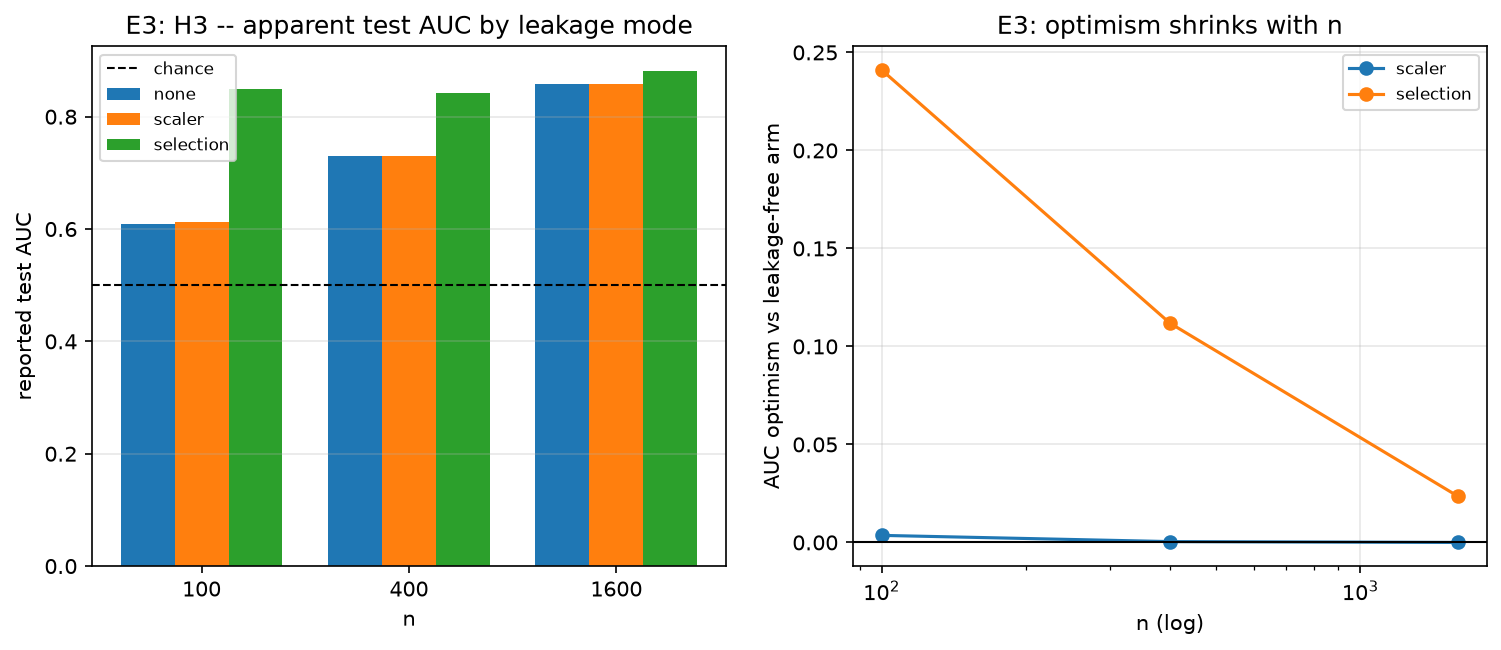 E3: H3 -- apparent test AUC by leakage mode
chance
none
scaler
selection
reported test AUC
0.8
0.6
0.4
0.2
0.0
100
400
1600
n
E3: optimism shrinks with n
scaler
selection
AUC optimism vs leakage-free arm
0.25
0.20
0.15
0.10
0.05
0.00
10²
10³
n (log)